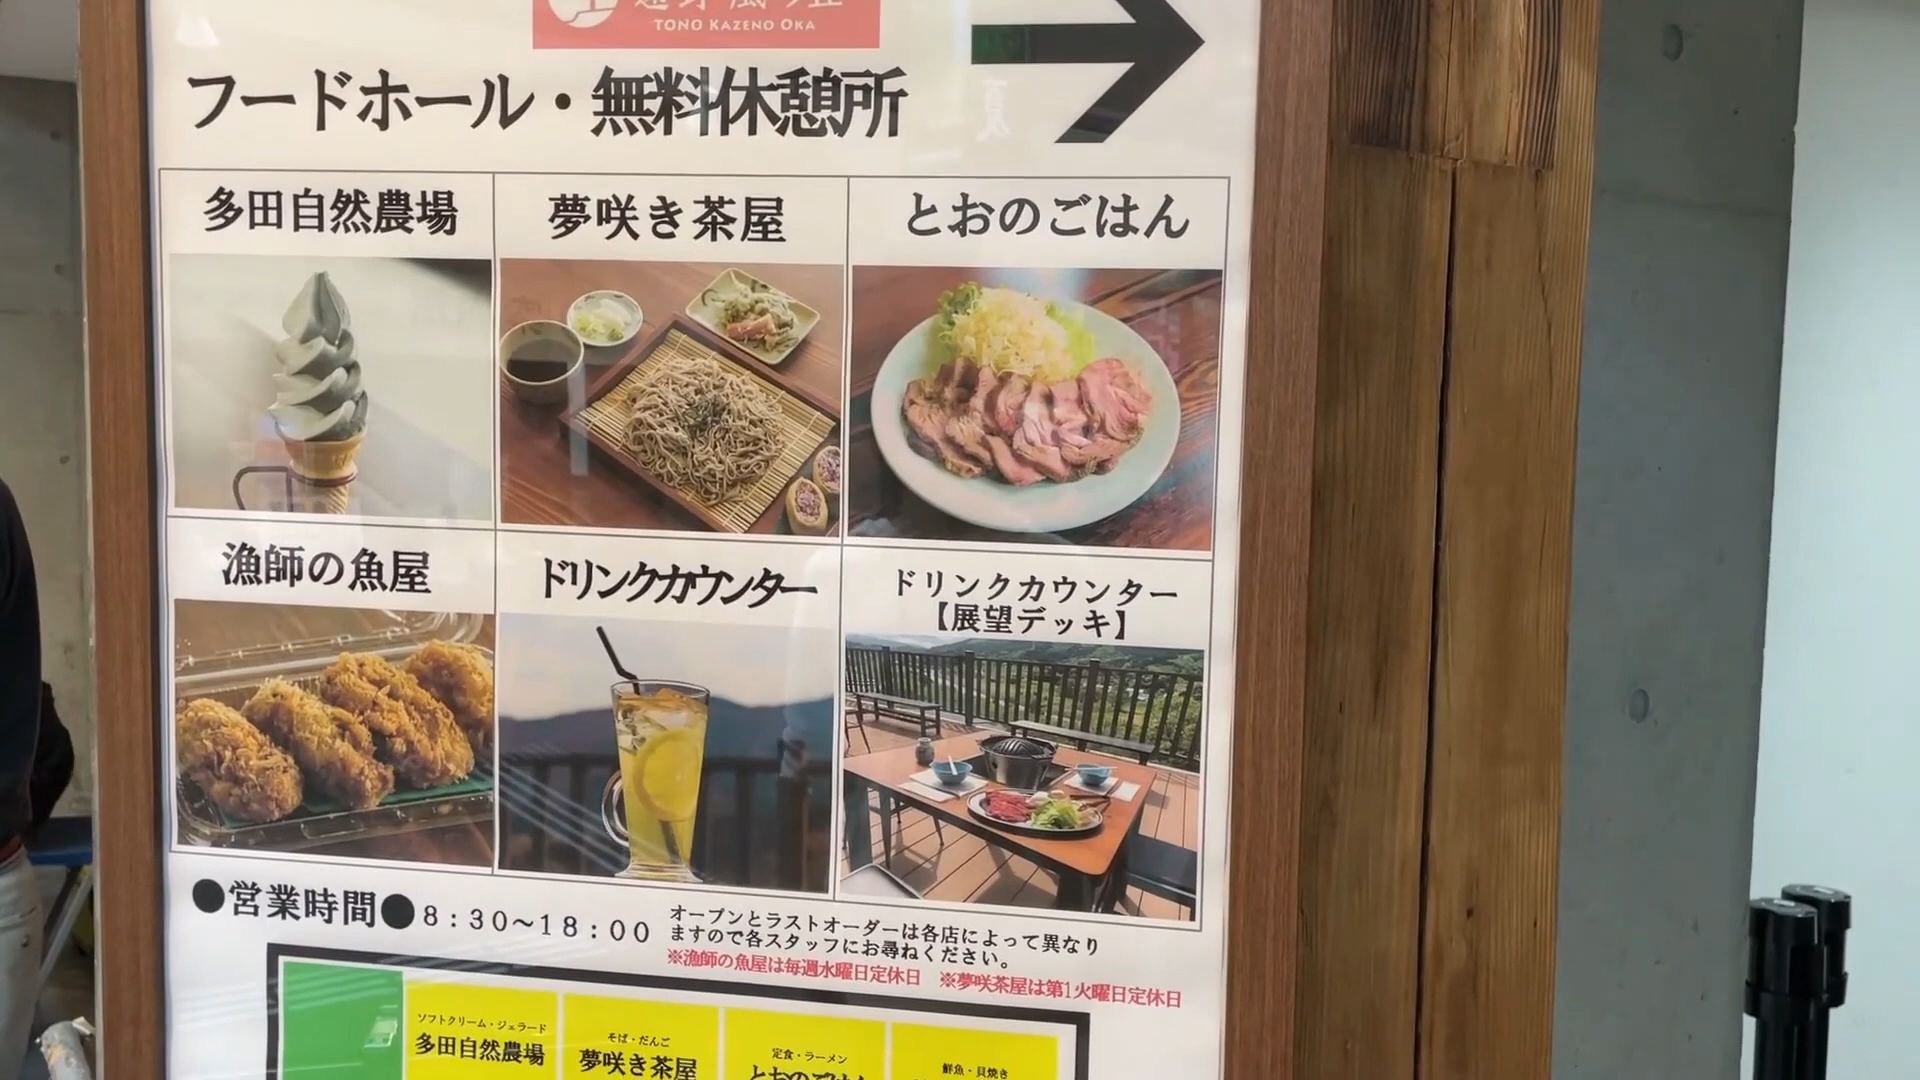 TONO KAZENO OKA
フードホール・無料休憩所
多田自然農場
夢咲き茶屋
とおのごはん
漁師の魚屋
ドリンクカウンター
ドリンクカウンター
【展望デッキ】
●営業時間●8:30~18:00
オープンとラストオーダーは各店によって異なり
ますので各スタッフにお尋ねください。
※漁師の魚屋は毎週水曜日定休日　※夢咲茶屋は第1火曜日定休日
ソフトクリーム・ジェラード
多田自然農場
そば・だんご
夢咲き茶屋
定食・ラーメン
とおのごはん
鮮魚・貝焼き